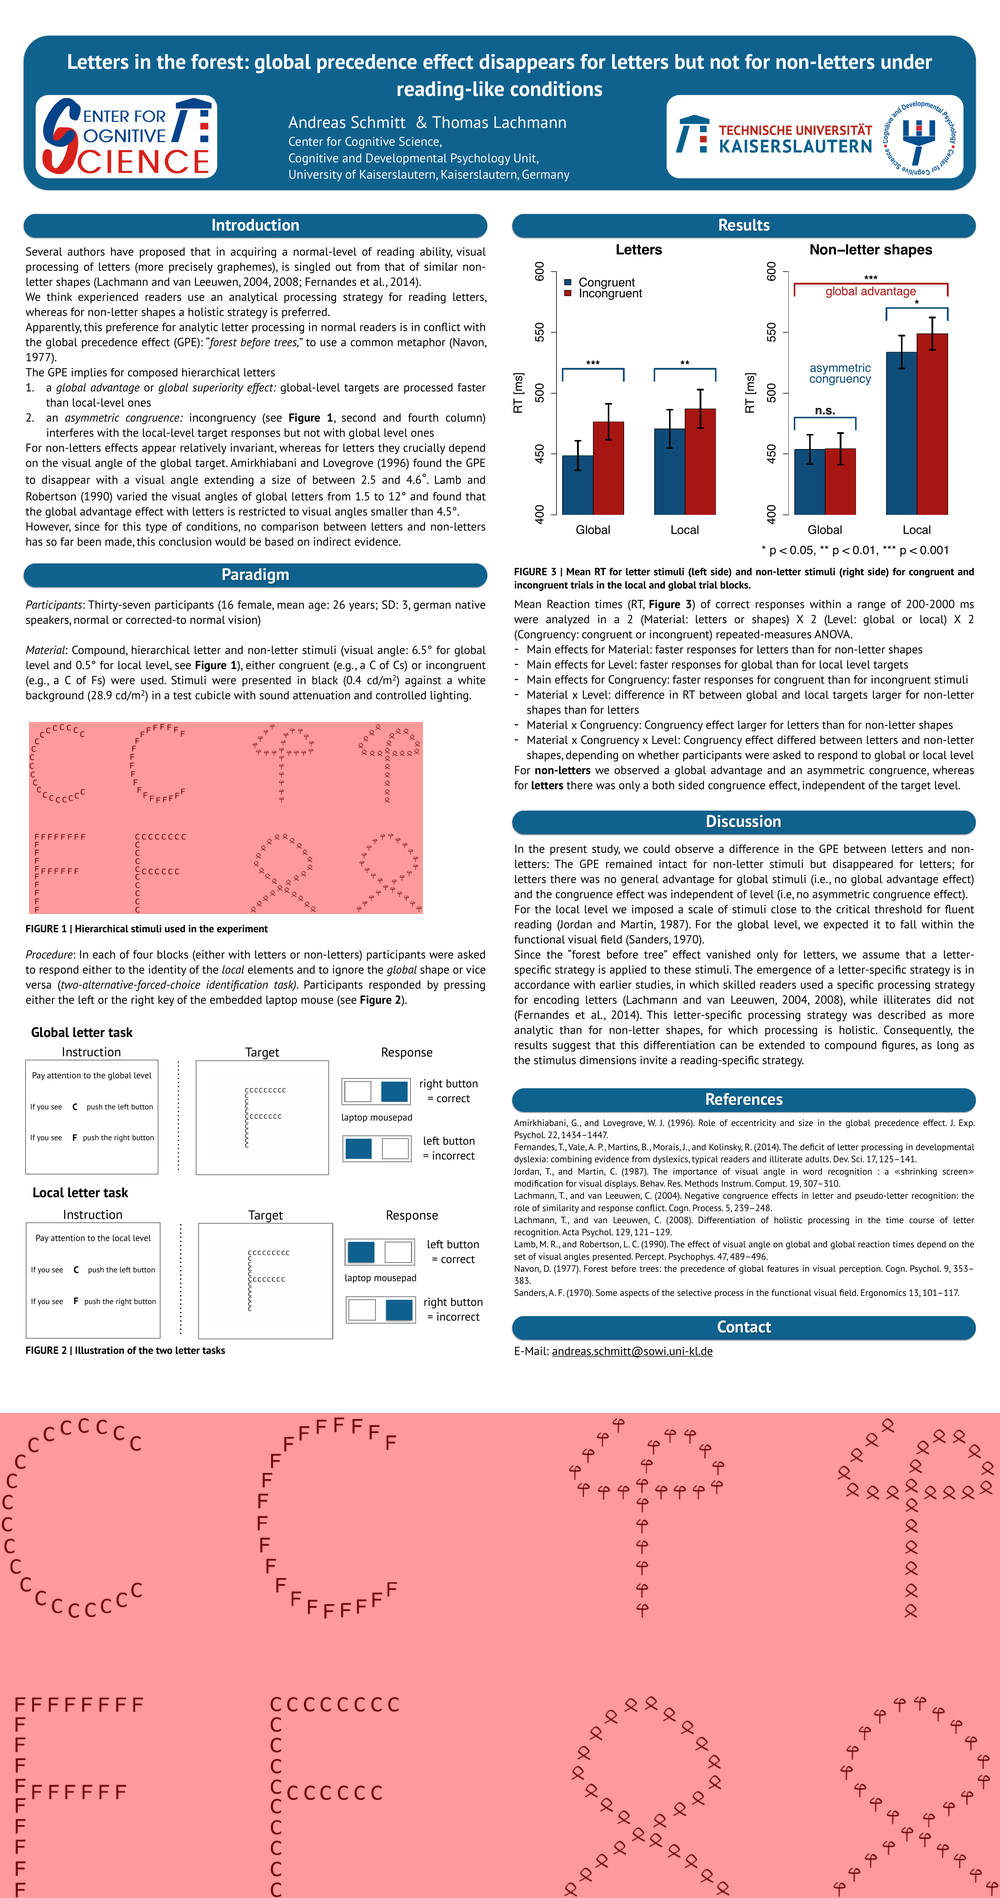 Letters in the forest: global precedence effect disappears for letters but not for non-letters under
reading-like conditions
CENTER FOR
COGNITIVE
SCIENCE
Andreas Schmitt & Thomas Lachmann
Center for Cognitive Science,
Cognitive and Developmental Psychology Unit,
University of Kaiserslautern, Kaiserslautern, Germany
TECHNISCHE UNIVERSITÄT
KAISERSLAUTERN
Cognitive and Developmental Psychology • Center for Cognitive Science •
Introduction
Several authors have proposed that in acquiring a normal-level of reading ability, visual
processing of letters (more precisely graphemes), is singled out from that of similar non-
letter shapes (Lachmann and van Leeuwen, 2004, 2008; Fernandes et al., 2014).
We think experienced readers use an analytical processing strategy for reading letters,
whereas for non-letter shapes a holistic strategy is preferred.
Apparently, this preference for analytic letter processing in normal readers is in conflict with
the global precedence effect (GPE): "forest before trees," to use a common metaphor (Navon,
1977).
The GPE implies for composed hierarchical letters
1. a global advantage or global superiority effect: global-level targets are processed faster
than local-level ones
2. an asymmetric congruence: incongruency (see Figure 1, second and fourth column)
interferes with the local-level target responses but not with global level ones
For non-letters effects appear relatively invariant, whereas for letters they crucially depend
on the visual angle of the global target. Amirkhiabani and Lovegrove (1996) found the GPE
to disappear with a visual angle extending a size of between 2.5 and 4.6°. Lamb and
Robertson (1990) varied the visual angles of global letters from 1.5 to 12° and found that
the global advantage effect with letters is restricted to visual angles smaller than 4.5°.
However, since for this type of conditions, no comparison between letters and non-letters
has so far been made, this conclusion would be based on indirect evidence.
Paradigm
Participants: Thirty-seven participants (16 female, mean age: 26 years; SD: 3, german native
speakers, normal or corrected-to normal vision)
Material: Compound, hierarchical letter and non-letter stimuli (visual angle: 6.5° for global
level and 0.5° for local level, see Figure 1), either congruent (e.g., a C of Cs) or incongruent
(e.g., a C of Fs) were used. Stimuli were presented in black (0.4 cd/m²) against a white
background (28.9 cd/m²) in a test cubicle with sound attenuation and controlled lighting.
FIGURE 1 | Hierarchical stimuli used in the experiment
Procedure: In each of four blocks (either with letters or non-letters) participants were asked
to respond either to the identity of the local elements and to ignore the global shape or vice
versa (two-alternative-forced-choice identification task). Participants responded by pressing
either the left or the right key of the embedded laptop mouse (see Figure 2).
Global letter task
Instruction Target Response
Pay attention to the global level
If you see C push the left button
If you see F push the right button
CCCCCCCCC
CCCCCCCC
right button
= correct
laptop mousepad
left button
= incorrect
Local letter task
Instruction Target Response
Pay attention to the local level
If you see C push the left button
If you see F push the right button
CCCCCCCCC
CCCCCCCC
left button
= correct
laptop mousepad
right button
= incorrect
FIGURE 2 | Illustration of the two letter tasks
Results
Letters
RT [ms]
600
550
500
450
400
Congruent
Incongruent
***
**
Global Local
Non–letter shapes
RT [ms]
600
550
500
450
400
***
global advantage
*
asymmetric
congruency
n.s.
Global Local
* p < 0.05, ** p < 0.01, *** p < 0.001
FIGURE 3 | Mean RT for letter stimuli (left side) and non-letter stimuli (right side) for congruent and
incongruent trials in the local and global trial blocks.
Mean Reaction times (RT, Figure 3) of correct responses within a range of 200-2000 ms
were analyzed in a 2 (Material: letters or shapes) X 2 (Level: global or local) X 2
(Congruency: congruent or incongruent) repeated-measures ANOVA.
- Main effects for Material: faster responses for letters than for non-letter shapes
- Main effects for Level: faster responses for global than for local level targets
- Main effects for Congruency: faster responses for congruent than for incongruent stimuli
- Material x Level: difference in RT between global and local targets larger for non-letter
shapes than for letters
- Material x Congruency: Congruency effect larger for letters than for non-letter shapes
- Material x Congruency x Level: Congruency effect differed between letters and non-letter
shapes, depending on whether participants were asked to respond to global or local level
For non-letters we observed a global advantage and an asymmetric congruence, whereas
for letters there was only a both sided congruence effect, independent of the target level.
Discussion
In the present study, we could observe a difference in the GPE between letters and non-
letters: The GPE remained intact for non-letter stimuli but disappeared for letters; for
letters there was no general advantage for global stimuli (i.e., no global advantage effect)
and the congruence effect was independent of level (i.e, no asymmetric congruence effect).
For the local level we imposed a scale of stimuli close to the critical threshold for fluent
reading (Jordan and Martin, 1987). For the global level, we expected it to fall within the
functional visual field (Sanders, 1970).
Since the "forest before tree" effect vanished only for letters, we assume that a letter-
specific strategy is applied to these stimuli. The emergence of a letter-specific strategy is in
accordance with earlier studies, in which skilled readers used a specific processing strategy
for encoding letters (Lachmann and van Leeuwen, 2004, 2008), while illiterates did not
(Fernandes et al., 2014). This letter-specific processing strategy was described as more
analytic than for non-letter shapes, for which processing is holistic. Consequently, the
results suggest that this differentiation can be extended to compound figures, as long as
the stimulus dimensions invite a reading-specific strategy.
References
Amirkhiabani, G., and Lovegrove, W. J. (1996). Role of eccentricity and size in the global precedence effect. J. Exp.
Psychol. 22, 1434–1447.
Fernandes, T., Vale, A. P., Martins, B., Morais, J., and Kolinsky, R. (2014). The deficit of letter processing in developmental
dyslexia: combining evidence from dyslexics, typical readers and illiterate adults. Dev. Sci. 17, 125–141.
Jordan, T., and Martin, C. (1987). The importance of visual angle in word recognition : a «shrinking screen»
modification for visual displays. Behav. Res. Methods Instrum. Comput. 19, 307–310.
Lachmann, T., and van Leeuwen, C. (2004). Negative congruence effects in letter and pseudo-letter recognition: the
role of similarity and response conflict. Cogn. Process. 5, 239–248.
Lachmann, T., and van Leeuwen, C. (2008). Differentiation of holistic processing in the time course of letter
recognition. Acta Psychol. 129, 121–129.
Lamb, M. R., and Robertson, L. C. (1990). The effect of visual angle on global and global reaction times depend on the
set of visual angles presented. Percept. Psychophys. 47, 489–496.
Navon, D. (1977). Forest before trees: the precedence of global features in visual perception. Cogn. Psychol. 9, 353–
383.
Sanders, A. F. (1970). Some aspects of the selective process in the functional visual field. Ergonomics 13, 101–117.
Contact
E-Mail: andreas.schmitt@sowi.uni-kl.de